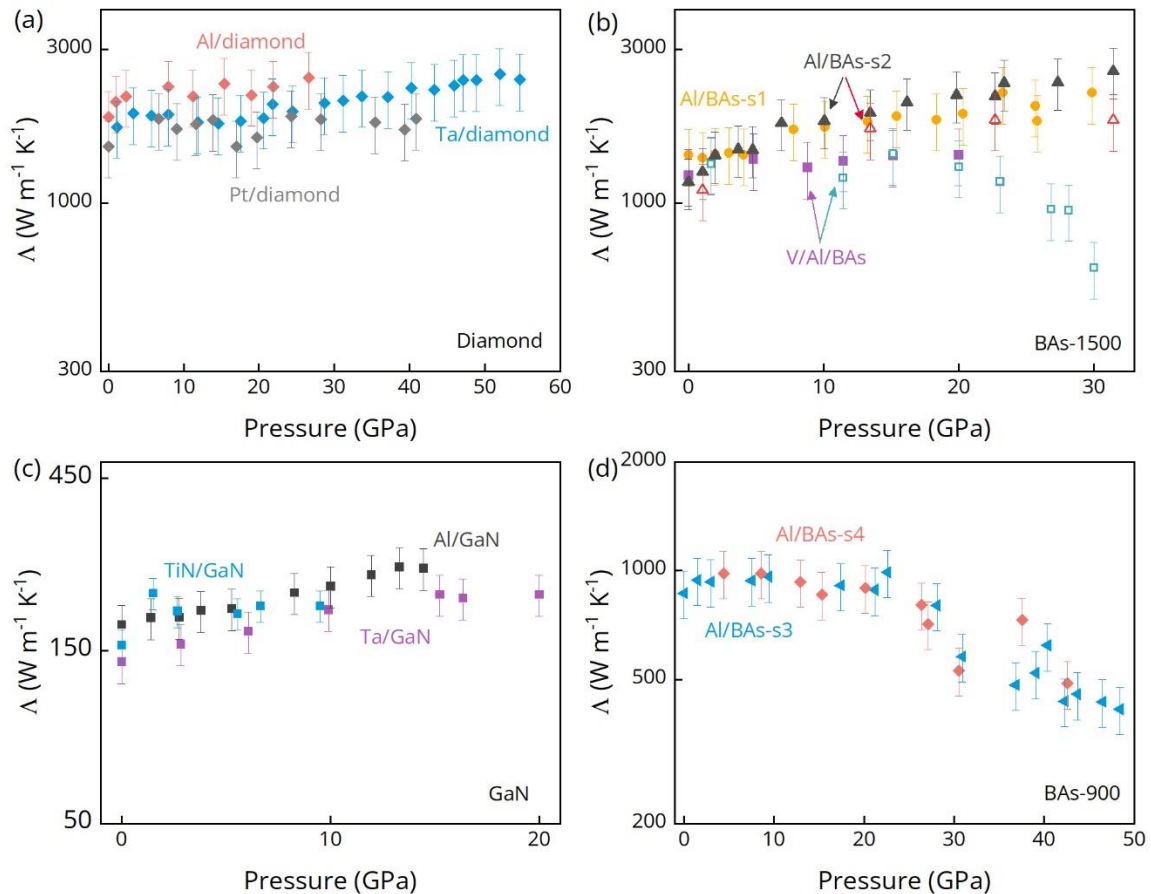 (a)
3000
1000
300
Λ (W m⁻¹ K⁻¹)
Al/diamond
Ta/diamond
Pt/diamond
Diamond
0 10 20 30 40 50 60
Pressure (GPa)
(b)
3000
1000
300
Λ (W m⁻¹ K⁻¹)
Al/BAs-s2
Al/BAs-s1
V/Al/BAs
BAs-1500
0 10 20 30
Pressure (GPa)
(c)
450
150
50
Λ (W m⁻¹ K⁻¹)
Al/GaN
TiN/GaN
Ta/GaN
GaN
0 10 20
Pressure (GPa)
(d)
2000
1000
500
200
Λ (W m⁻¹ K⁻¹)
Al/BAs-s4
Al/BAs-s3
BAs-900
0 10 20 30 40 50
Pressure (GPa)